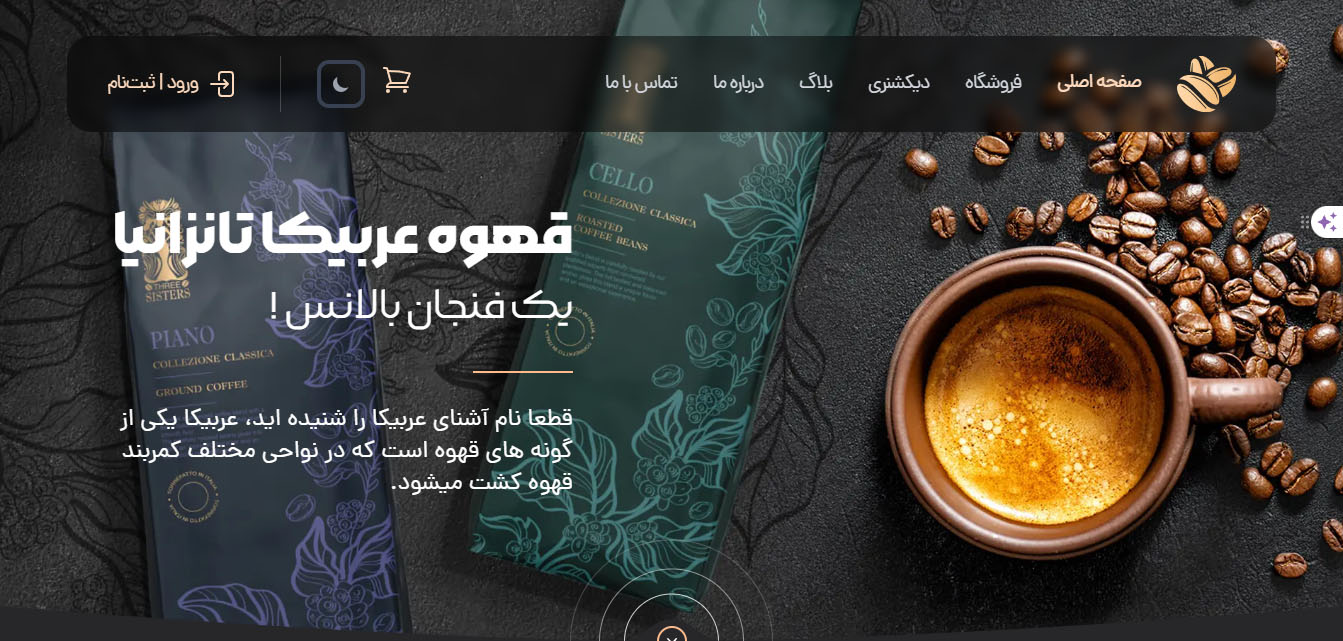 صفحه اصلی
فروشگاه
دیکشنری
بلاگ
درباره ما
تماس با ما
ورود | ثبت‌نام
قهوه عربیکا تانزانیا
یک فنجان بالانس !
قطعا نام آشنای عربیکا را شنیده اید، عربیکا یکی از
گونه های قهوه است که در نواحی مختلف کمربند
قهوه کشت میشود.
SISTERS
CELLO
COLLEZIONE CLASSICA
ROASTED
COFFEE BEANS
THREE
SISTERS
PIANO
COLLEZIONE CLASSICA
GROUND COFFEE